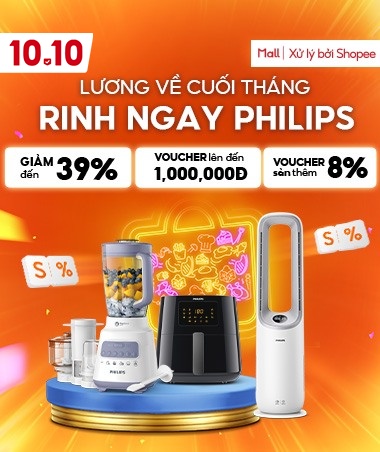 10.10
Mall | Xử lý bởi Shopee
LƯƠNG VỀ CUỐI THÁNG
RINH NGAY PHILIPS
GIẢM đến 39%
VOUCHER lên đến
1,000,000Đ
VOUCHER sàn thêm 8%
S %
S %
180
PHILIPS
PHILIPS